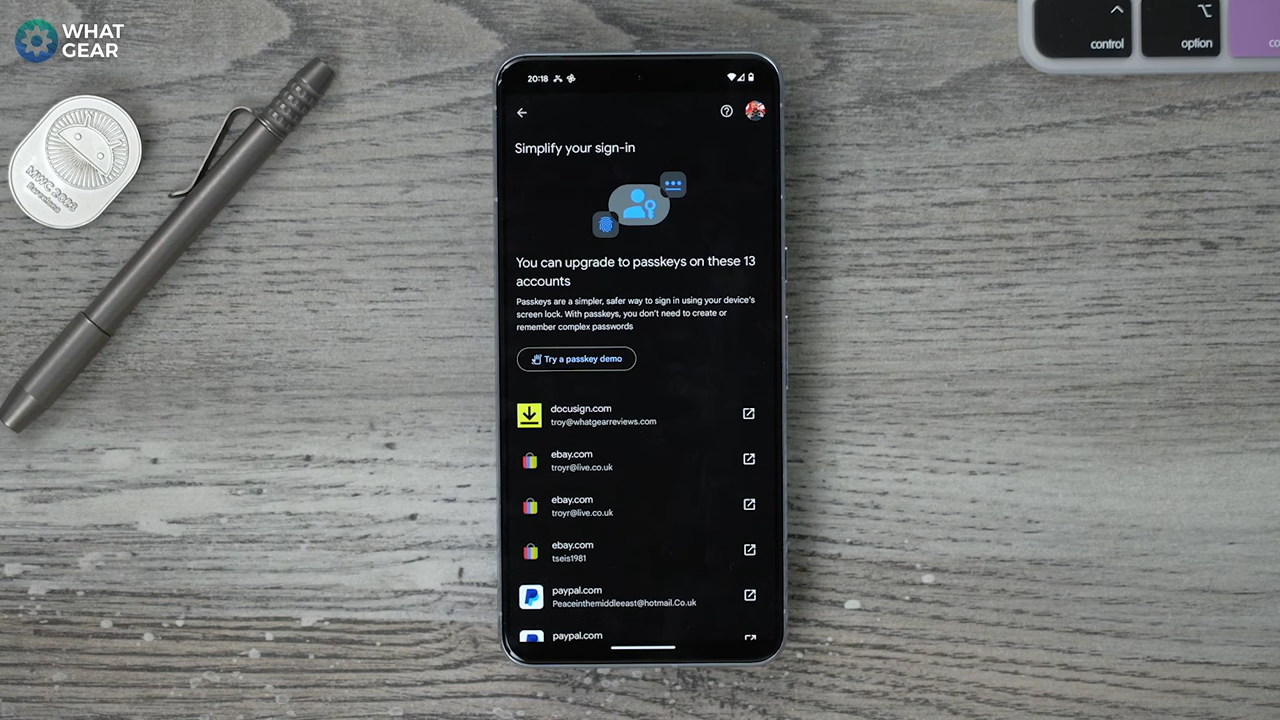 WHAT
GEAR
MWC 2023
Barcelona
control
option
20:18
Simplify your sign-in
You can upgrade to passkeys on these 13
accounts
Passkeys are a simpler, safer way to sign in using your device's
screen lock. With passkeys, you don't need to create or
remember complex passwords
Try a passkey demo
docusign.com
troy@whatgearreviews.com
ebay.com
troyr@live.co.uk
ebay.com
troyr@live.co.uk
ebay.com
tseis1981
paypal.com
Peaceinthemiddleeast@hotmail.Co.uk
paypal.com